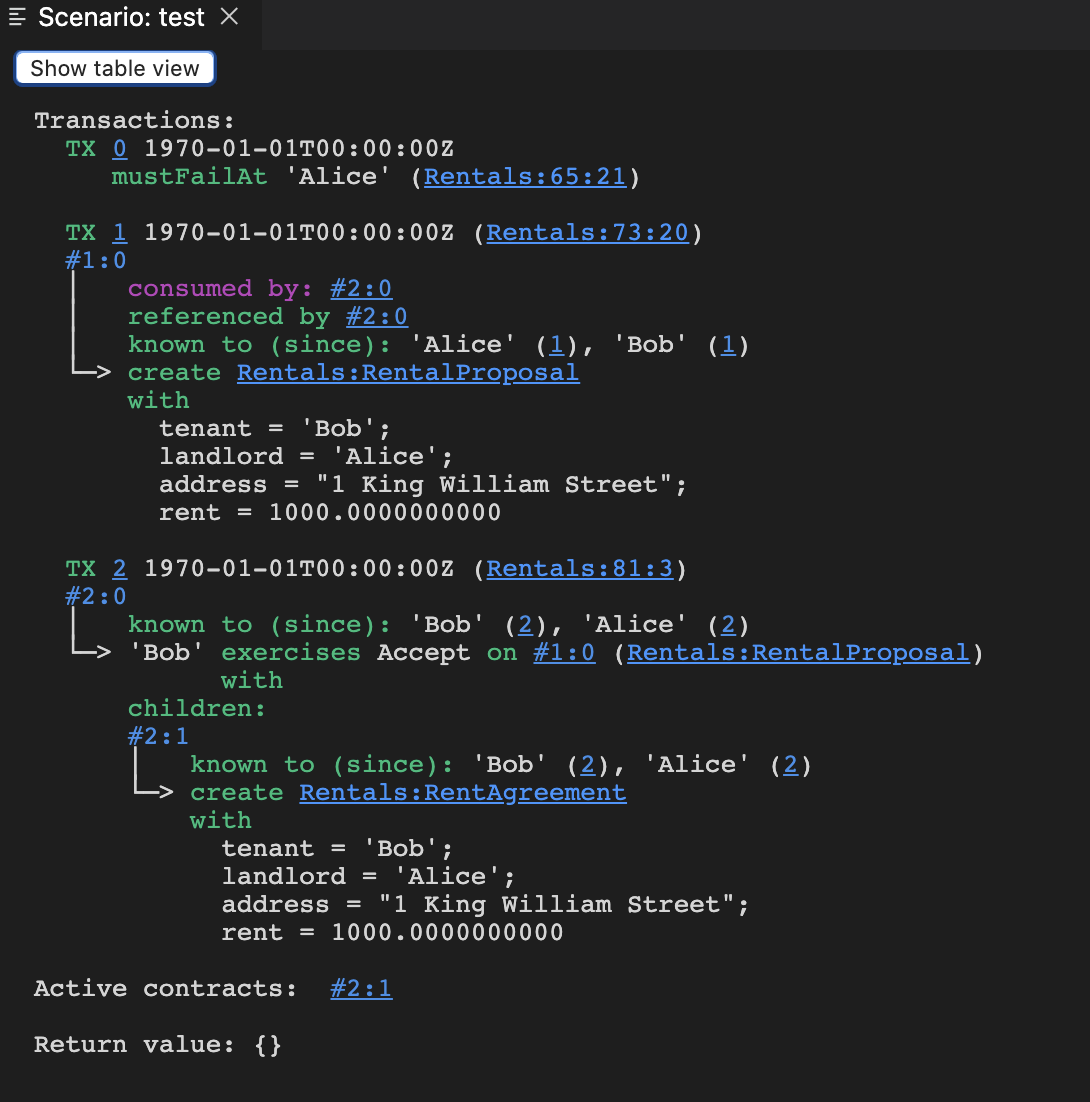 Scenario: test
Show table view
Transactions:
TX 0 1970-01-01T00:00:00Z
mustFailAt 'Alice' (Rentals:65:21)
TX 1 1970-01-01T00:00:00Z (Rentals:73:20)
#1:0
consumed by: #2:0
referenced by #2:0
known to (since): 'Alice' (1), 'Bob' (1)
create Rentals:RentalProposal
with
tenant = 'Bob';
landlord = 'Alice';
address = "1 King William Street";
rent = 1000.0000000000
TX 2 1970-01-01T00:00:00Z (Rentals:81:3)
#2:0
known to (since): 'Bob' (2), 'Alice' (2)
'Bob' exercises Accept on #1:0 (Rentals:RentalProposal)
with
children:
#2:1
known to (since): 'Bob' (2), 'Alice' (2)
create Rentals:RentAgreement
with
tenant = 'Bob';
landlord = 'Alice';
address = "1 King William Street";
rent = 1000.0000000000
Active contracts: #2:1
Return value: {}